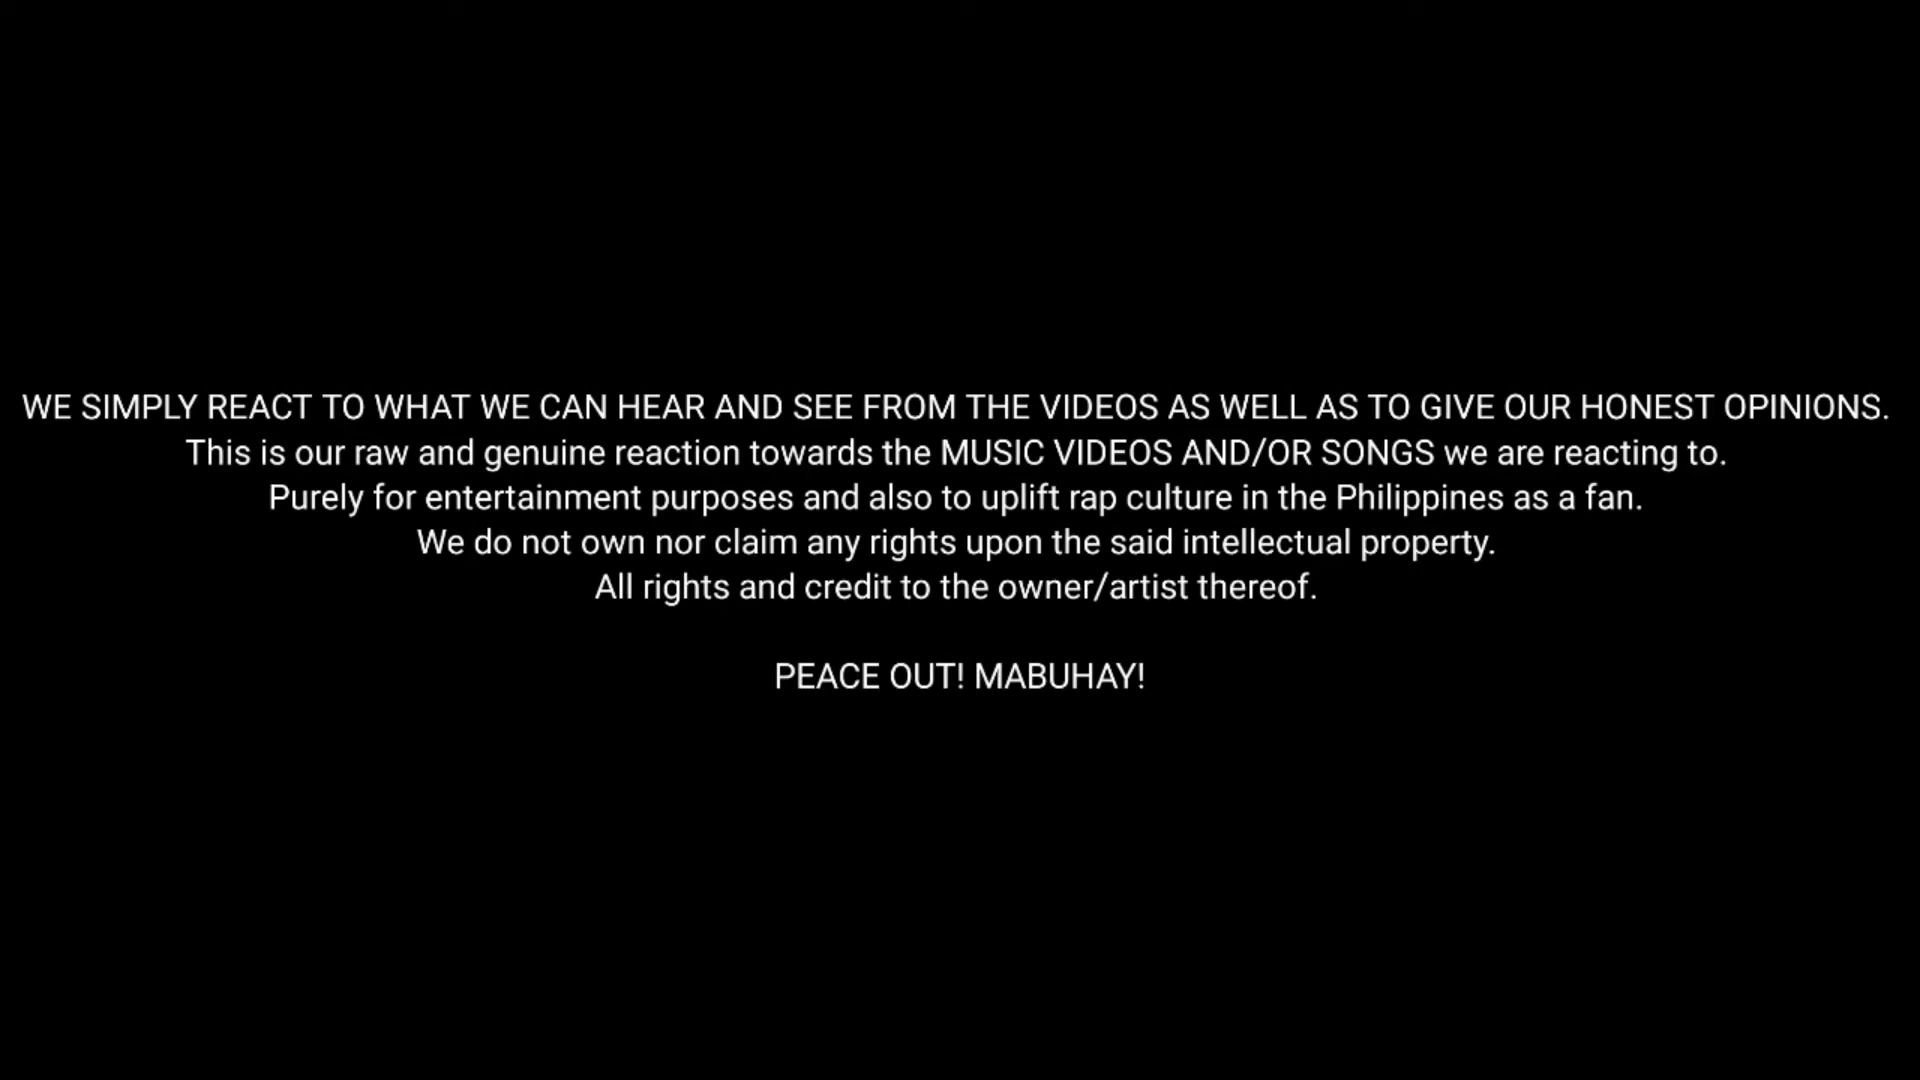 WE SIMPLY REACT TO WHAT WE CAN HEAR AND SEE FROM THE VIDEOS AS WELL AS TO GIVE OUR HONEST OPINIONS.
This is our raw and genuine reaction towards the MUSIC VIDEOS AND/OR SONGS we are reacting to.
Purely for entertainment purposes and also to uplift rap culture in the Philippines as a fan.
We do not own nor claim any rights upon the said intellectual property.
All rights and credit to the owner/artist thereof.
PEACE OUT! MABUHAY!